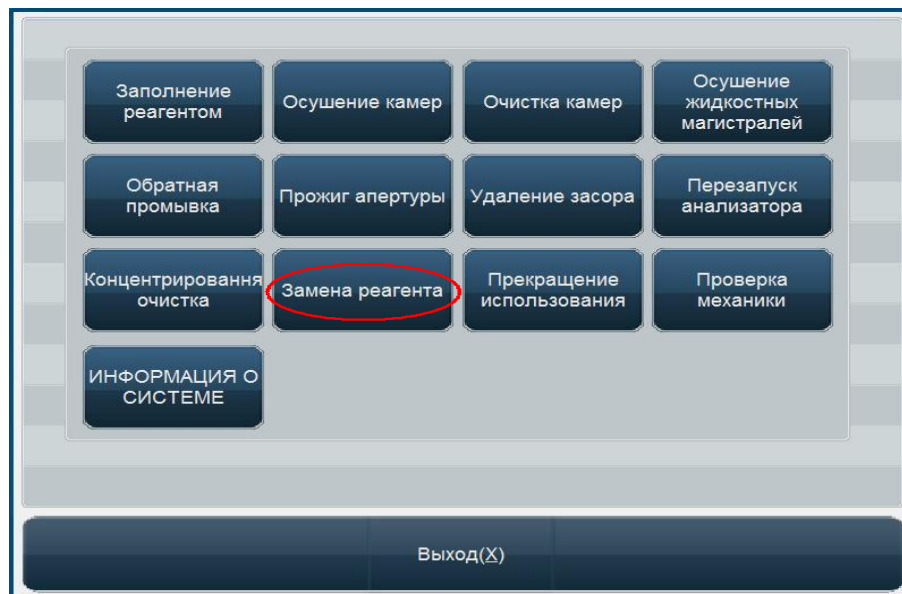 Заполнение
реагентом
Осушение камер
Очистка камер
Осушение
жидкостных
магистралей
Обратная
промывка
Прожиг апертуры
Удаление засора
Перезапуск
анализатора
Концентрировання
очистка
Замена реагента
Прекращение
использования
Проверка
механики
ИНФОРМАЦИЯ О
СИСТЕМЕ
Выход(X)